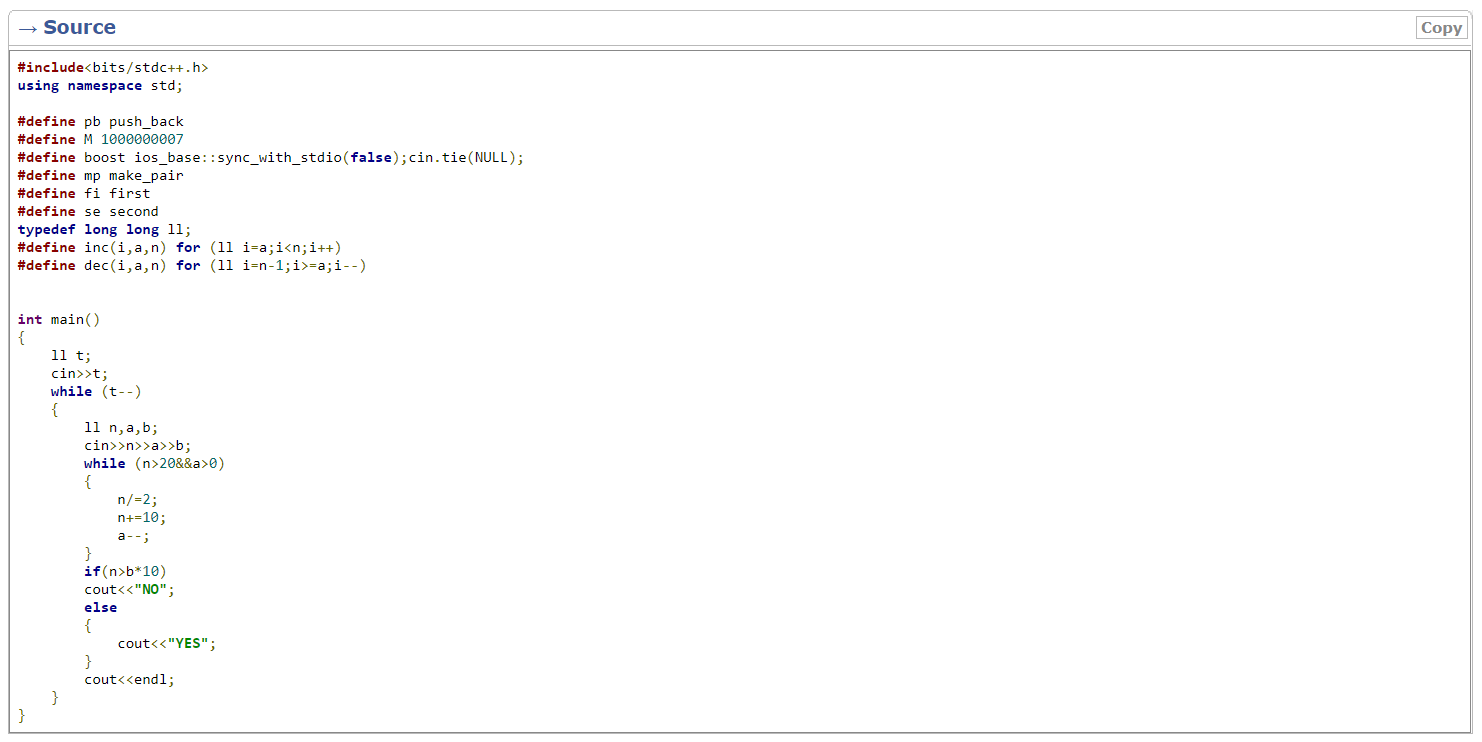 → Source
Copy
#include<bits/stdc++.h>
using namespace std;
#define pb push_back
#define M 1000000007
#define boost ios_base::sync_with_stdio(false);cin.tie(NULL);
#define mp make_pair
#define fi first
#define se second
typedef long long ll;
#define inc(i,a,n) for (ll i=a;i<n;i++)
#define dec(i,a,n) for (ll i=n-1;i>=a;i--)
int main()
{
    ll t;
    cin>>t;
    while (t--)
    {
        ll n,a,b;
        cin>>n>>a>>b;
        while (n>20&&a>0)
        {
            n/=2;
            n+=10;
            a--;
        }
        if(n>b*10)
        cout<<"NO";
        else
        {
            cout<<"YES";
        }
        cout<<endl;
    }
}